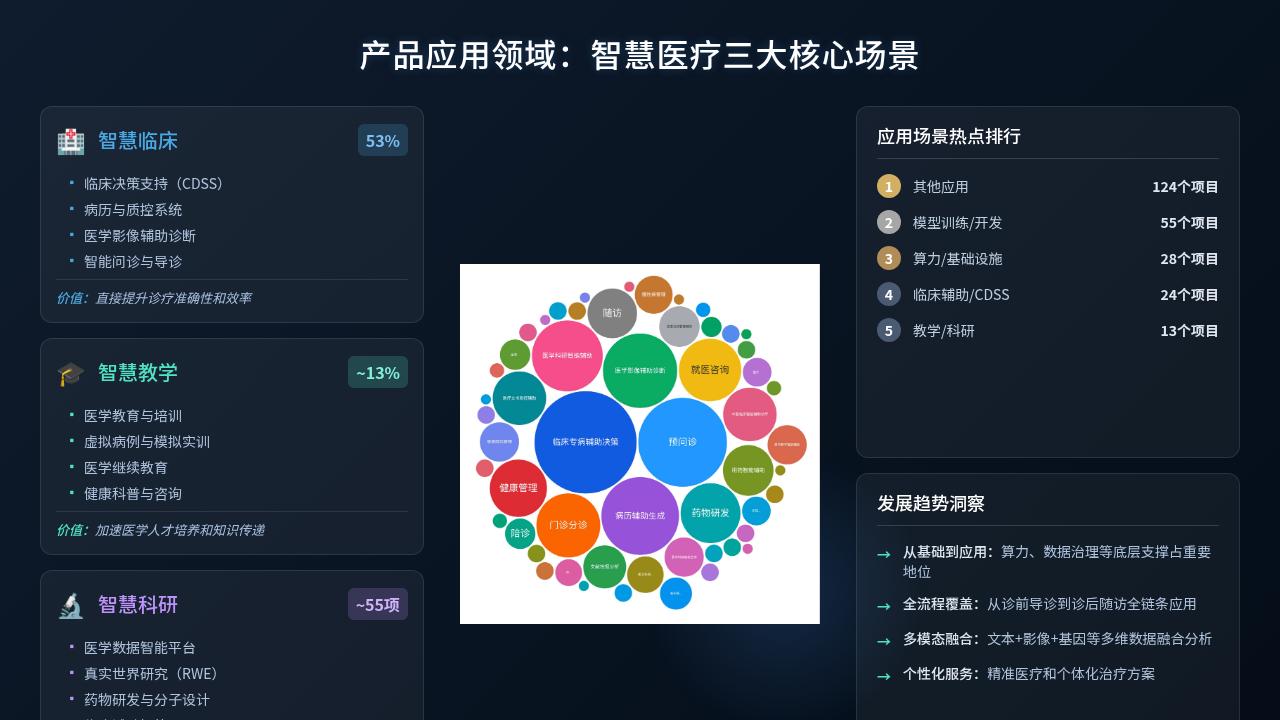 产品应用领域：智慧医疗三大核心场景
智慧临床
53%
临床决策支持（CDSS）
病历与质控系统
医学影像辅助诊断
智能问诊与导诊
价值：直接提升诊疗准确性和效率
智慧教学
~13%
医学教育与培训
虚拟病例与模拟实训
医学继续教育
健康科普与咨询
价值：加速医学人才培养和知识传递
智慧科研
~55项
医学数据智能平台
真实世界研究（RWE）
药物研发与分子设计
随访
医学科研智能辅助
医学影像辅助诊断
就医咨询
临床专病辅助决策
预问诊
用药智能辅助
健康管理
病历辅助生成
药物研发
门诊分诊
陪诊
应用场景热点排行
1 其他应用 124个项目
2 模型训练/开发 55个项目
3 算力/基础设施 28个项目
4 临床辅助/CDSS 24个项目
5 教学/科研 13个项目
发展趋势洞察
→ 从基础到应用：算力、数据治理等底层支撑占重要
地位
→ 全流程覆盖：从诊前导诊到诊后随访全链条应用
→ 多模态融合：文本+影像+基因等多维数据融合分析
→ 个性化服务：精准医疗和个体化治疗方案